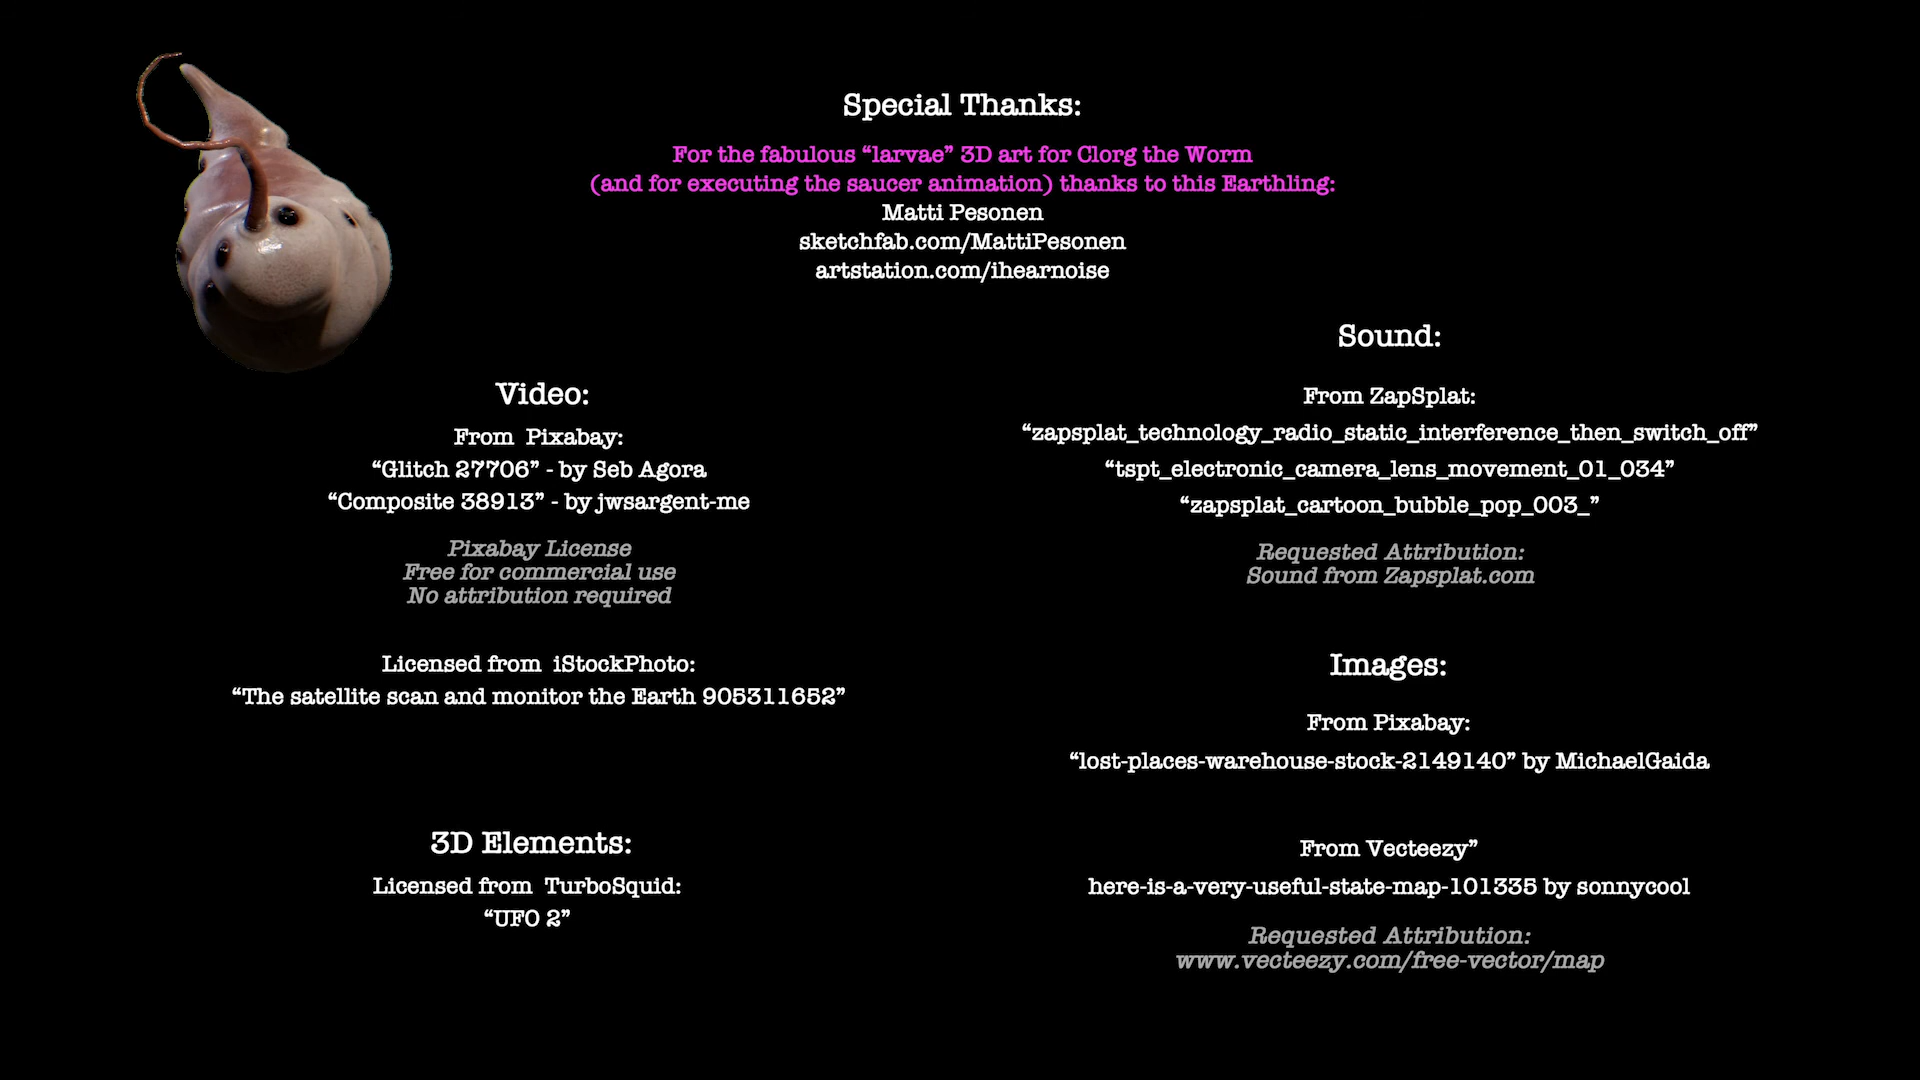 Special Thanks:
For the fabulous “larvae” 3D art for Clorg the Worm
(and for executing the saucer animation) thanks to this Earthling:
Matti Pesonen
sketchfab.com/MattiPesonen
artstation.com/ihearnoise
Video:
From Pixabay:
“Glitch 27706” - by Seb Agora
“Composite 38913” - by jwsargent-me
Pixabay License
Free for commercial use
No attribution required
Licensed from iStockPhoto:
“The satellite scan and monitor the Earth 905311652”
3D Elements:
Licensed from TurboSquid:
“UFO 2”
Sound:
From ZapSplat:
“zapsplat_technology_radio_static_interference_then_switch_off”
“tspt_electronic_camera_lens_movement_01_034”
“zapsplat_cartoon_bubble_pop_003_”
Requested Attribution:
Sound from Zapsplat.com
Images:
From Pixabay:
“lost-places-warehouse-stock-2149140” by MichaelGaida
From Vecteezy”
here-is-a-very-useful-state-map-101335 by sonnycool
Requested Attribution:
www.vecteezy.com/free-vector/map